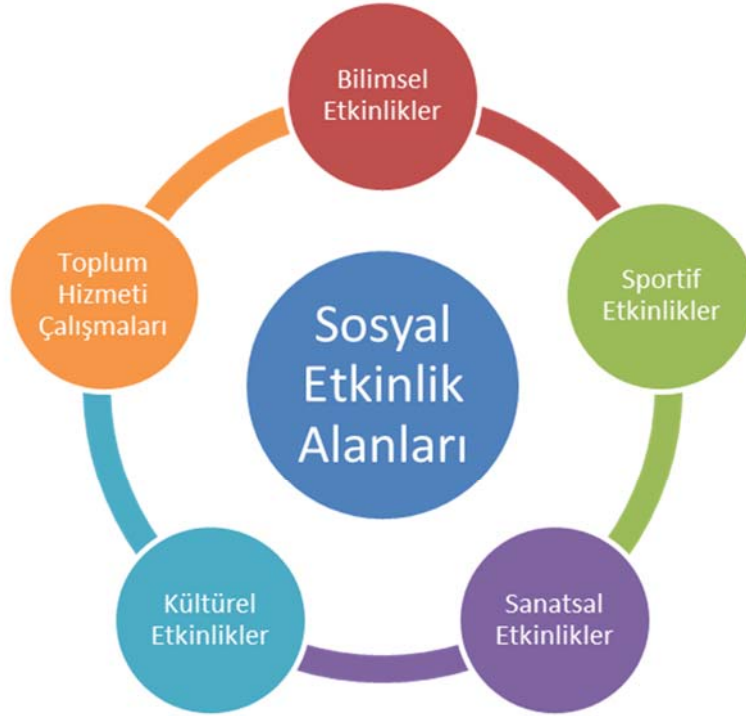 Bilimsel
Etkinlikler
Sportif
Etkinlikler
Sanatsal
Etkinlikler
Kültürel
Etkinlikler
Toplum
Hizmeti
Çalışmaları
Sosyal
Etkinlik
Alanları